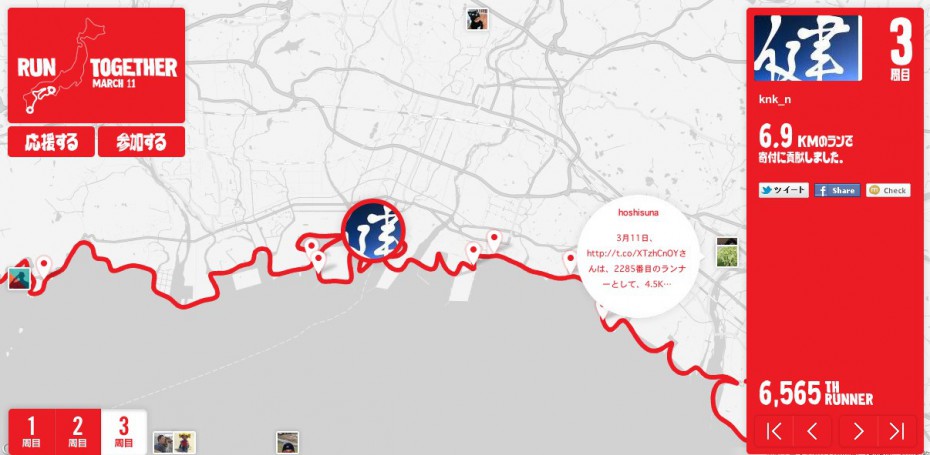 RUN TOGETHER
MARCH 11
応援する
参加する
健
3
周目
knk_n
6.9 KMのランで
寄付に貢献しました。
ツイート
Share
Check
健
hoshisuna
3月11日、
http://t.co/XTzhCnOYさ
んは、2285番目のランナ
ーとして、4.5K…
6,565 TH
RUNNER
1
周目
2
周目
3
周目